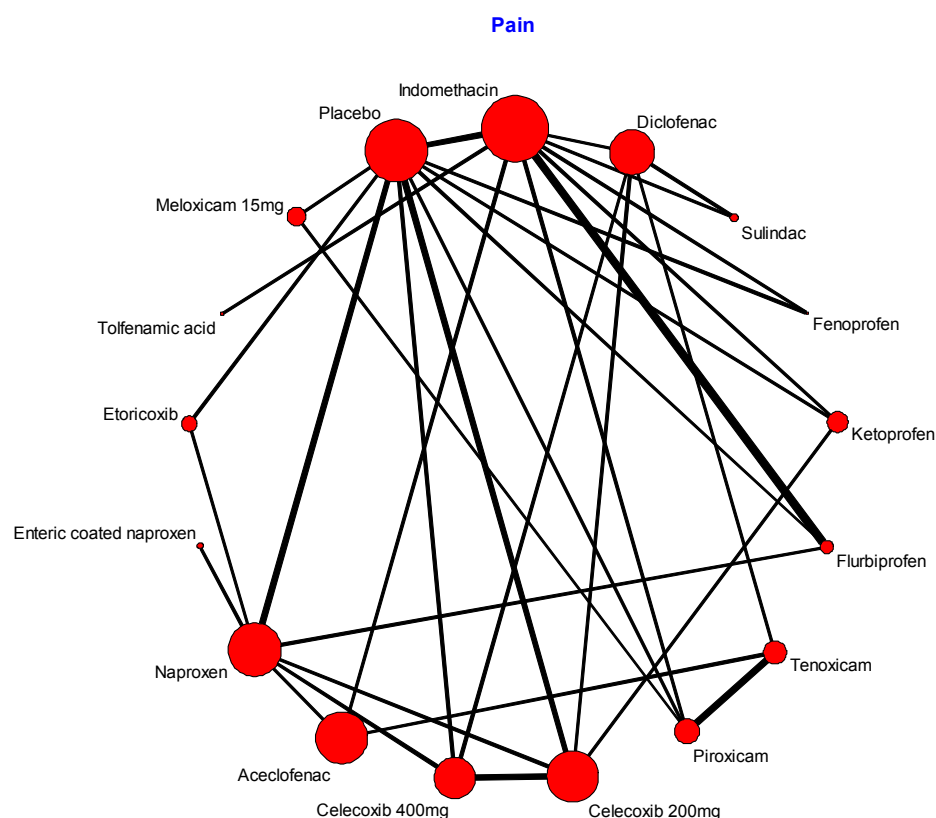 Pain
Indomethacin
Placebo
Diclofenac
Meloxicam 15mg
Sulindac
Tolfenamic acid
Fenoprofen
Etoricoxib
Ketoprofen
Enteric coated naproxen
Flurbiprofen
Naproxen
Tenoxicam
Piroxicam
Aceclofenac
Celecoxib 400mg
Celecoxib 200mg